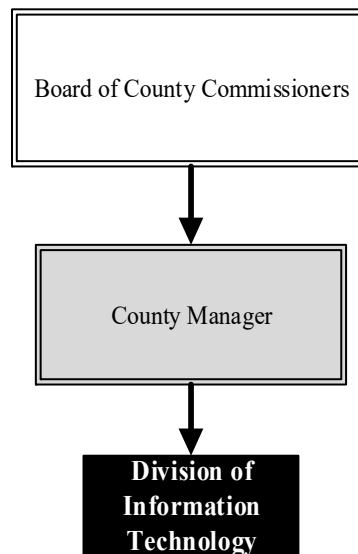 Board of County Commissioners
County Manager
Division of
Information
Technology